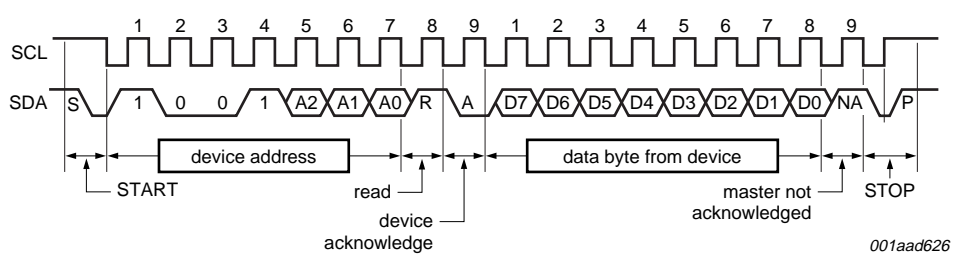 1 2 3 4 5 6 7 8 9 1 2 3 4 5 6 7 8 9
SCL
SDA S 1 0 0 1 A2 A1 A0 R A D7 D6 D5 D4 D3 D2 D1 D0 NA P
device address data byte from device
START read master not STOP
device acknowledged
acknowledge
001aad626